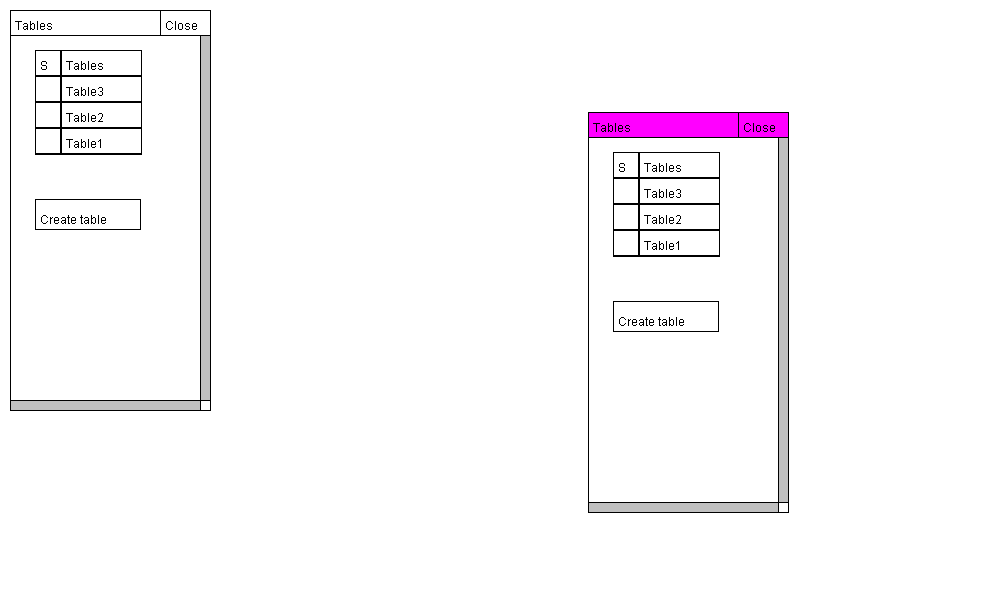 Tables Close
S Tables
Table3
Table2
Table1
Create table
Tables Close
S Tables
Table3
Table2
Table1
Create table